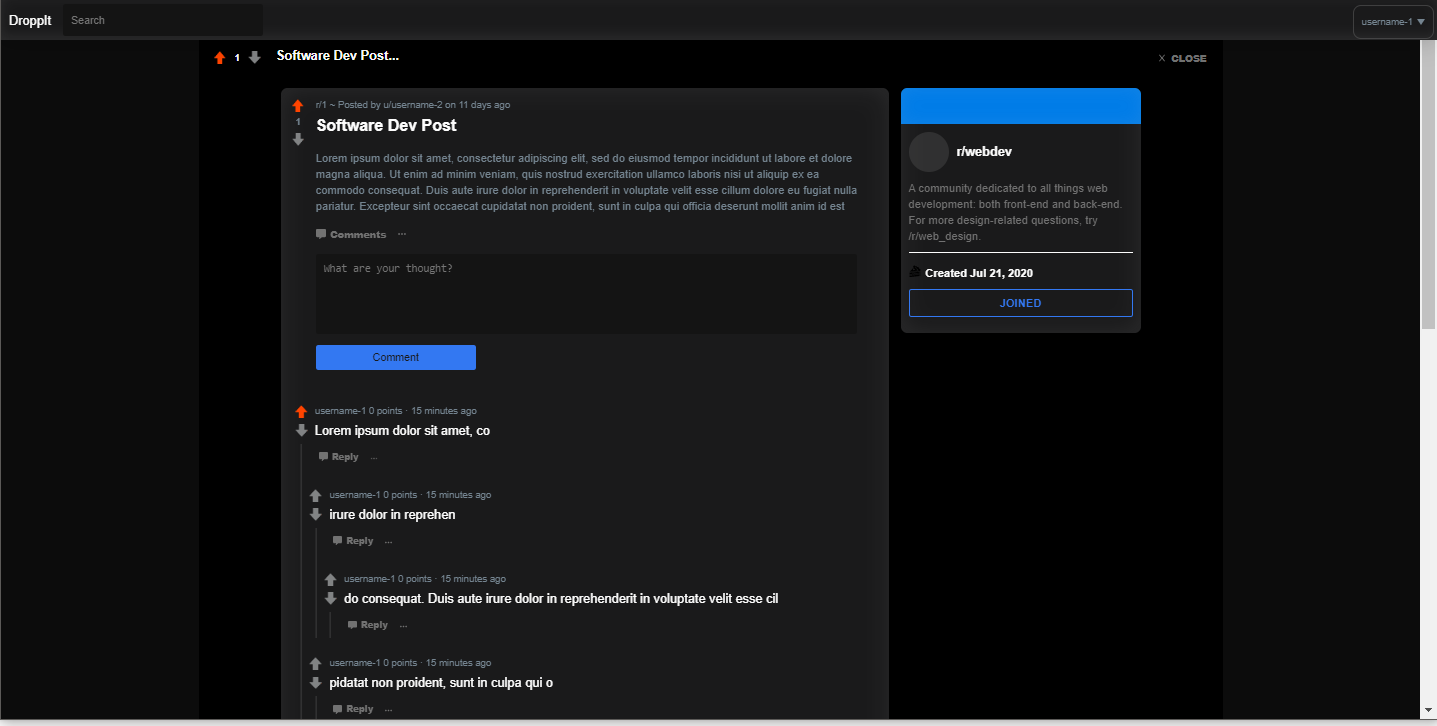 DroppIt
Search
username-1
1
Software Dev Post...
X CLOSE
r/1 ~ Posted by u/username-2 on 11 days ago
1
Software Dev Post
Lorem ipsum dolor sit amet, consectetur adipiscing elit, sed do eiusmod tempor incididunt ut labore et dolore
magna aliqua. Ut enim ad minim veniam, quis nostrud exercitation ullamco laboris nisi ut aliquip ex ea
commodo consequat. Duis aute irure dolor in reprehenderit in voluptate velit esse cillum dolore eu fugiat nulla
pariatur. Excepteur sint occaecat cupidatat non proident, sunt in culpa qui officia deserunt mollit anim id est
Comments ...
What are your thought?
Comment
username-1 0 points · 15 minutes ago
Lorem ipsum dolor sit amet, co
Reply ...
username-1 0 points · 15 minutes ago
irure dolor in reprehen
Reply ...
username-1 0 points · 15 minutes ago
do consequat. Duis aute irure dolor in reprehenderit in voluptate velit esse cil
Reply ...
username-1 0 points · 15 minutes ago
pidatat non proident, sunt in culpa qui o
Reply ...
r/webdev
A community dedicated to all things web
development: both front-end and back-end.
For more design-related questions, try
/r/web_design.
Created Jul 21, 2020
JOINED